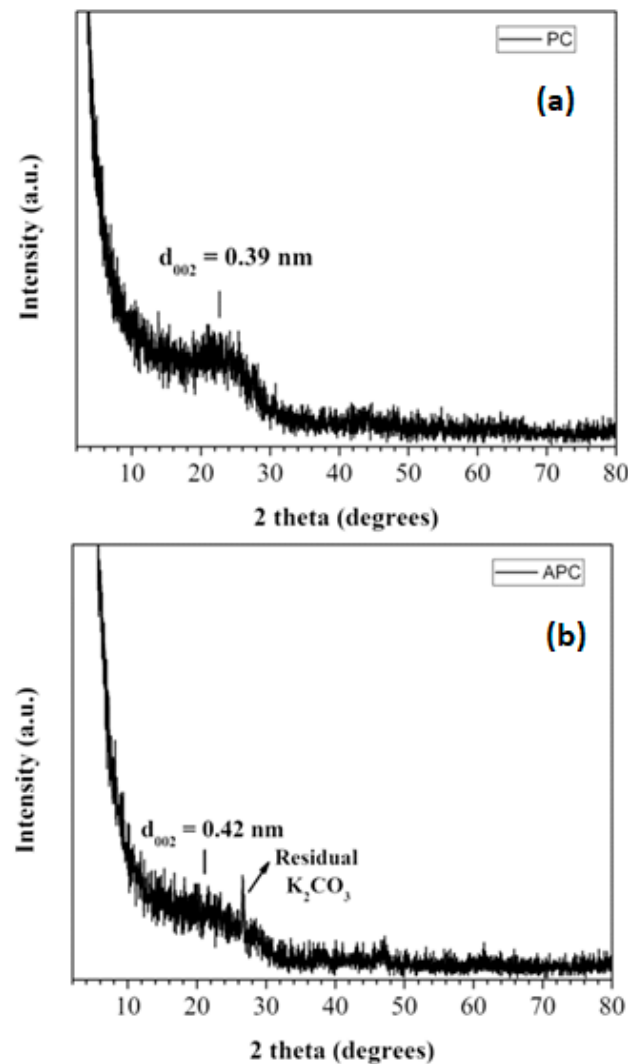 PC
(a)
d₀₀₂ = 0.39 nm
Intensity (a.u.)
10 20 30 40 50 60 70 80
2 theta (degrees)
APC
(b)
d₀₀₂ = 0.42 nm
Residual
K₂CO₃
Intensity (a.u.)
10 20 30 40 50 60 70 80
2 theta (degrees)